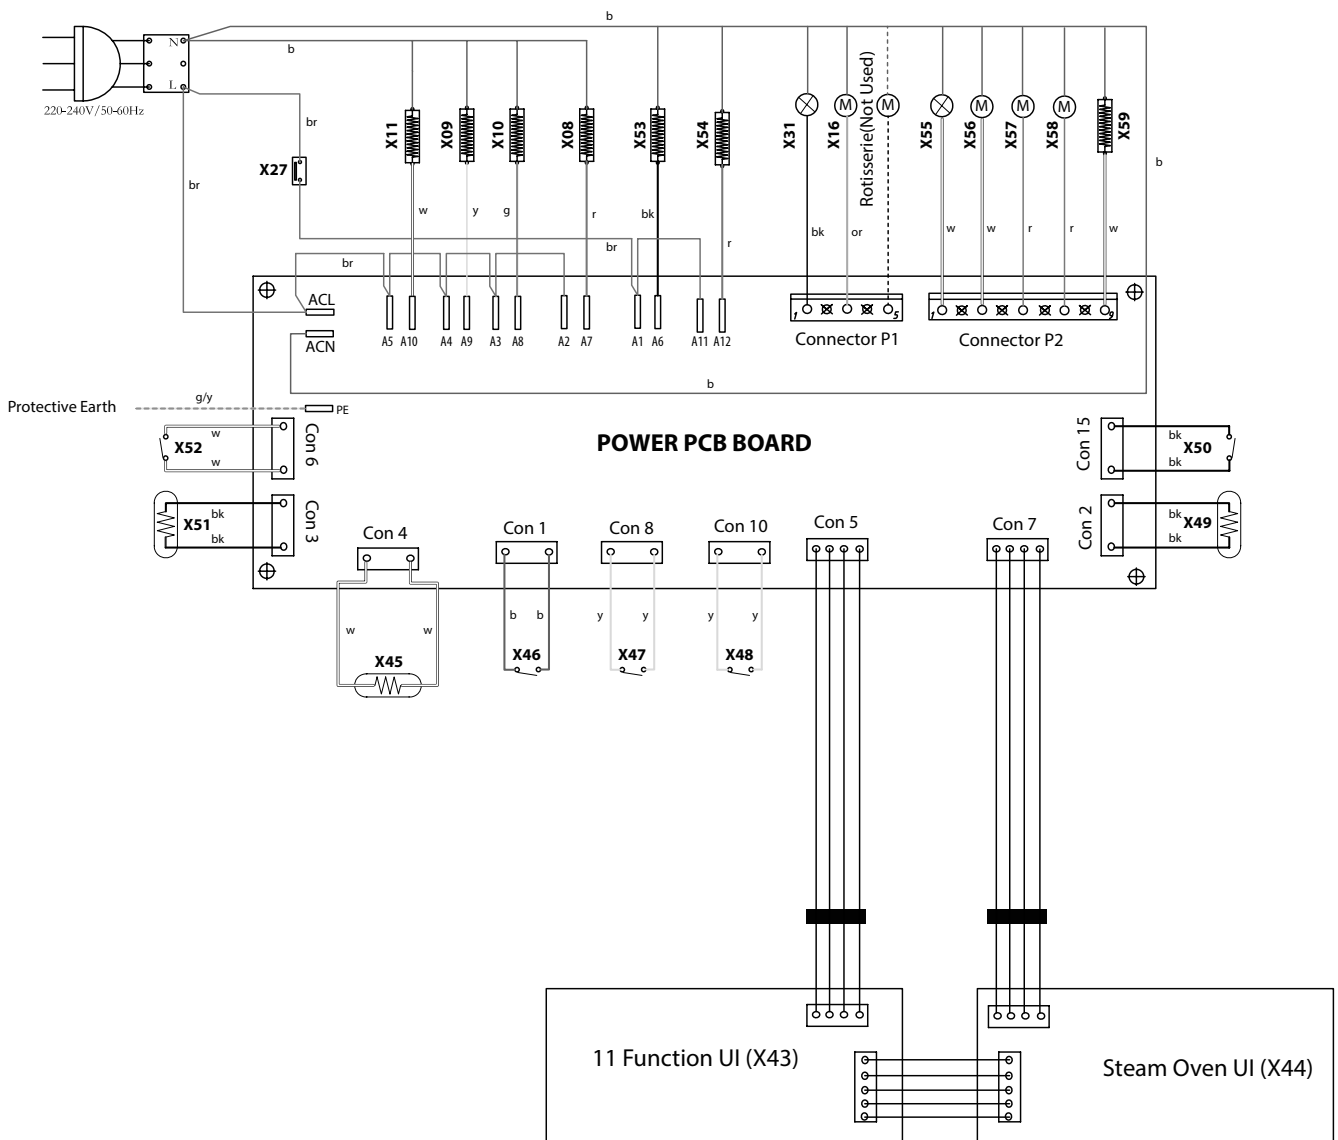 b
N
b
L
220-240V/50-60Hz
br
br
X27
X11
X09
X10
X08
X53
X54
X31
M
X16
M
Rotisserie(Not Used)
X55
M
X56
M
X57
M
X58
X59
b
w
y
g
r
bk
r
bk
or
w
w
r
r
w
br
br
ACL
ACN
A5
A10
A4
A9
A3
A8
A2
A7
A1
A6
A11
A12
1
5
Connector P1
1
9
Connector P2
b
Protective Earth
g/y
PE
POWER PCB BOARD
w
X52
w
Con 6
bk
X51
bk
Con 3
Con 15
bk
X50
bk
Con 2
bk
X49
bk
Con 4
Con 1
Con 8
Con 10
Con 5
Con 7
w
w
X45
b
b
X46
y
y
X47
y
y
X48
11 Function UI (X43)
Steam Oven UI (X44)